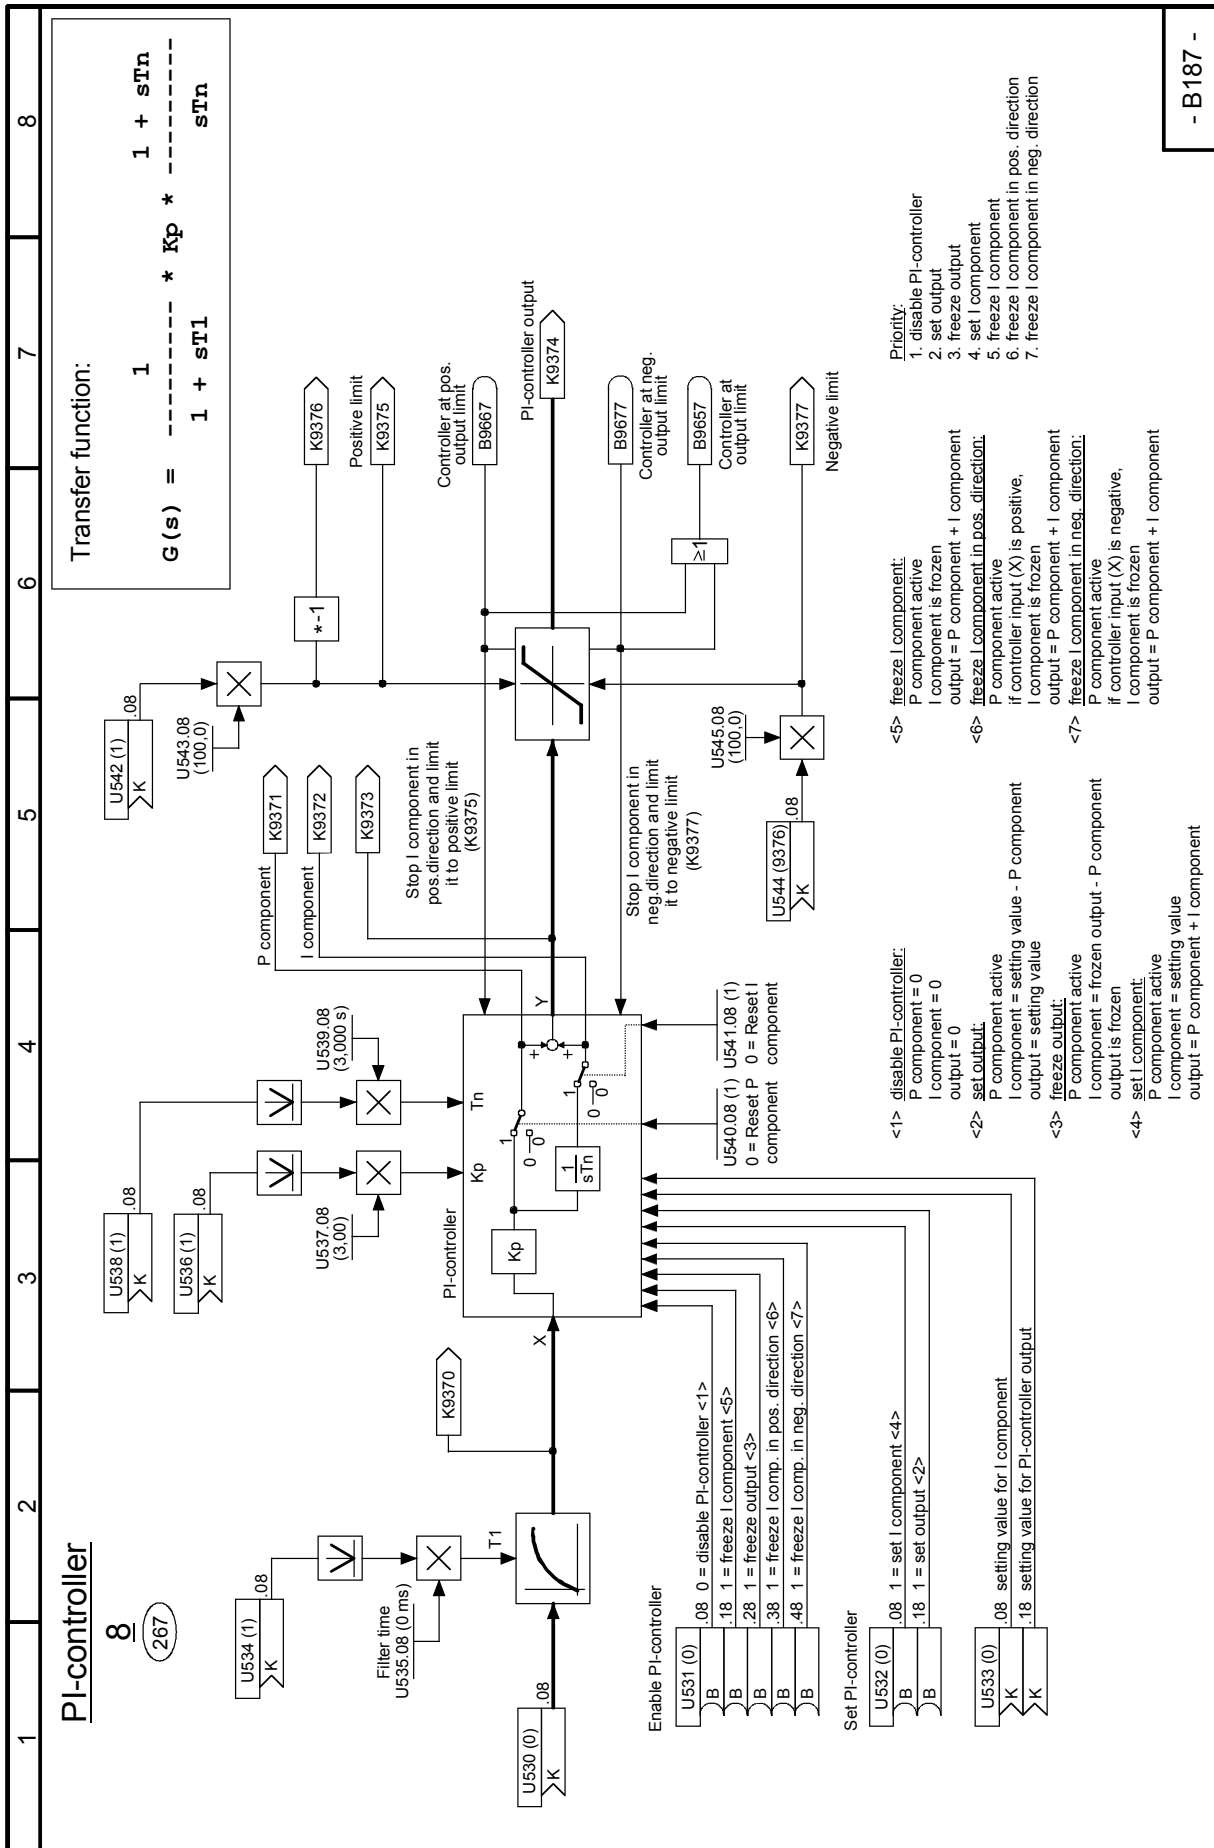 1 2 3 4 5 6 7 8
PI-controller
8
267
Transfer function:
1 1 + sTn
G(s) = --------- * Kp * ---------
1 + sT1 sTn
U534 (1)
K
.08
Filter time
U535.08 (0 ms)
T1
U530 (0)
K
.08
K9370
X
U538 (1)
K
.08
U536 (1)
K
.08
U537.08
(3,00)
U539.08
(3,000 s)
PI-controller
Kp
Tn
Kp
1
sTn
1
0
0
1
0
0
+
+
Y
U540.08 (1)
0 = Reset P
component
U541.08 (1)
0 = Reset I
component
P component
K9371
I component
K9372
K9373
U542 (1)
K
.08
U543.08
(100,0)
*-1
K9376
Positive limit
K9375
Stop I component in
pos.direction and limit
it to positive limit
(K9375)
Controller at pos.
output limit
B9667
PI-controller output
K9374
Stop I component in
neg.direction and limit
it to negative limit
(K9377)
B9677
Controller at neg.
output limit
≥1
B9657
Controller at
output limit
U545.08
(100,0)
U544 (9376)
K
.08
K9377
Negative limit
Enable PI-controller
U531 (0)
B
.08 0 = disable PI-controller <1>
B
.18 1 = freeze I component <5>
B
.28 1 = freeze output <3>
B
.38 1 = freeze I comp. in pos. direction <6>
B
.48 1 = freeze I comp. in neg. direction <7>
Set PI-controller
U532 (0)
B
.08 1 = set I component <4>
B
.18 1 = set output <2>
U533 (0)
K
.08 setting value for I component
K
.18 setting value for PI-controller output
<1> disable PI-controller:
P component = 0
I component = 0
output = 0
<2> set output:
P component active
I component = setting value - P component
output = setting value
<3> freeze output:
P component active
I component = frozen output - P component
output is frozen
<4> set I component:
P component active
I component = setting value
output = P component + I component
<5> freeze I component:
P component active
I component is frozen
output = P component + I component
<6> freeze I component in pos. direction:
P component active
if controller input (X) is positive,
I component is frozen
output = P component + I component
<7> freeze I component in neg. direction:
P component active
if controller input (X) is negative,
I component is frozen
output = P component + I component
Priority:
1. disable PI-controller
2. set output
3. freeze output
4. set I component
5. freeze I component
6. freeze I component in pos. direction
7. freeze I component in neg. direction
- B187 -